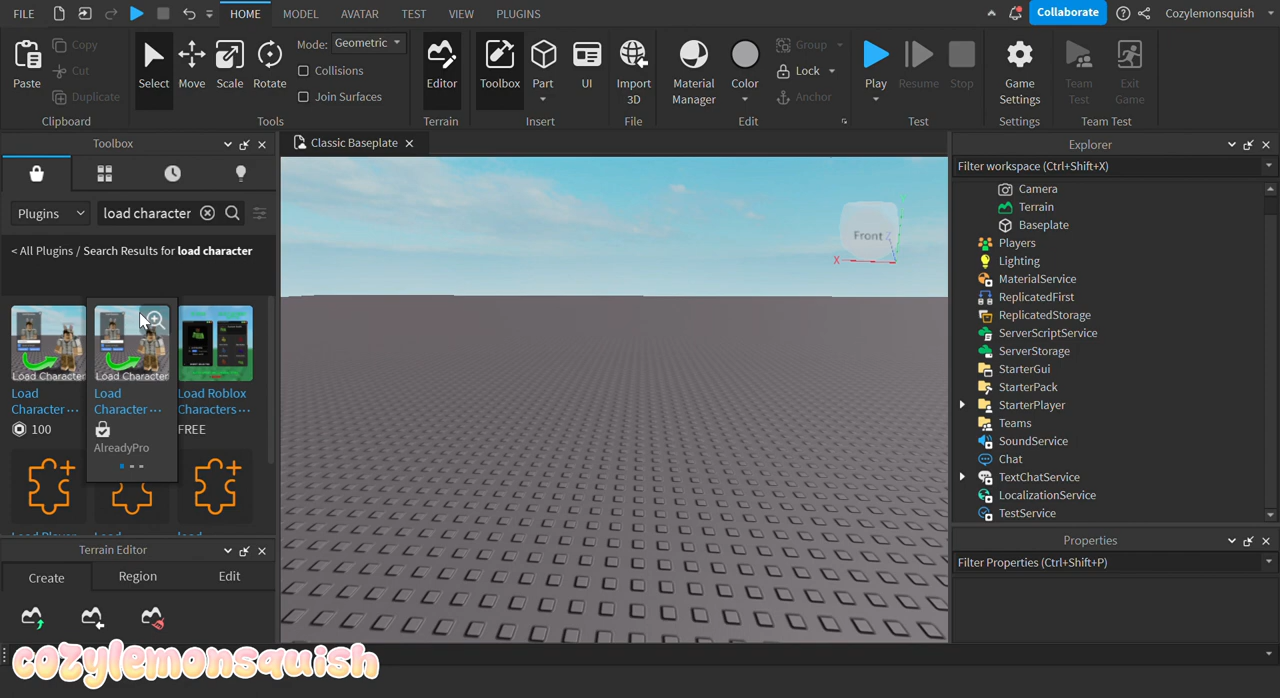 FILE
HOME
MODEL
AVATAR
TEST
VIEW
PLUGINS
Collaborate
Cozylemonsquish
Paste
Copy
Cut
Duplicate
Clipboard
Select
Move
Scale
Rotate
Mode: Geometric
Collisions
Join Surfaces
Tools
Editor
Terrain
Toolbox
Part
UI
Insert
Import
3D
File
Material
Manager
Color
Group
Lock
Anchor
Edit
Play
Resume
Stop
Test
Game
Settings
Settings
Team
Test
Exit
Game
Team Test
Toolbox
Plugins
load character
< All Plugins / Search Results for load character
Load Character
Load
Character...
100
Load Character
Load
Character...
AlreadyPro
Load Roblox
Characters...
FREE
Terrain Editor
Create
Region
Edit
Classic Baseplate
Front
Z
X
Explorer
Filter workspace (Ctrl+Shift+X)
Camera
Terrain
Baseplate
Players
Lighting
MaterialService
ReplicatedFirst
ReplicatedStorage
ServerScriptService
ServerStorage
StarterGui
StarterPack
StarterPlayer
Teams
SoundService
Chat
TextChatService
LocalizationService
TestService
Properties
Filter Properties (Ctrl+Shift+P)
cozylemonsquish